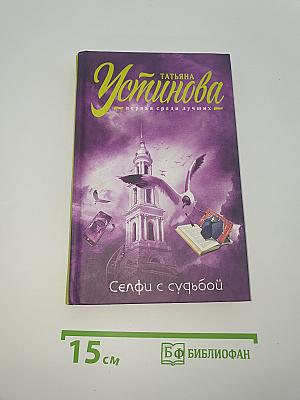 ТАТЬЯНА
Устинова
первая среди лучших
Селфи с судьбой
15 см
БФ БИБЛИОФАН